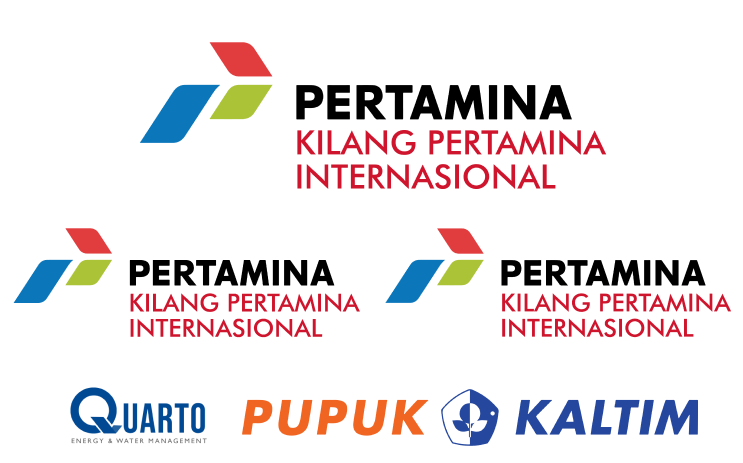 PERTAMINA
KILANG PERTAMINA
INTERNASIONAL
PERTAMINA
KILANG PERTAMINA
INTERNASIONAL
PERTAMINA
KILANG PERTAMINA
INTERNASIONAL
QUARTO
ENERGY & WATER MANAGEMENT
PUPUK KALTIM